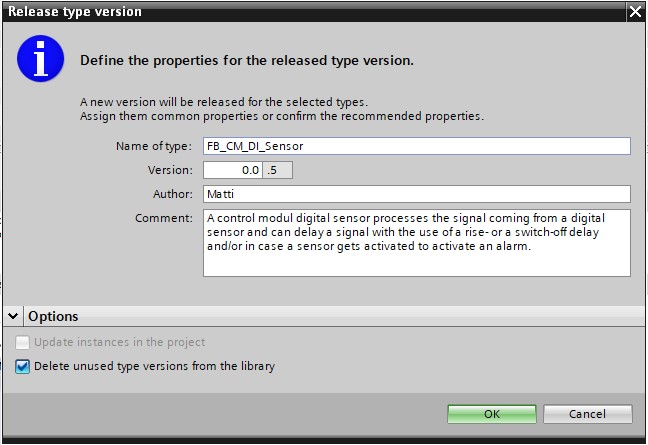 Release type version
i
Define the properties for the released type version.
A new version will be released for the selected types.
Assign them common properties or confirm the recommended properties.
Name of type: FB_CM_DI_Sensor
Version: 0.0 .5
Author: Matti
Comment: A control modul digital sensor processes the signal coming from a digital
sensor and can delay a signal with the use of a rise- or a switch-off delay
and/or in case a sensor gets activated to activate an alarm.
Options
Update instances in the project
Delete unused type versions from the library
OK Cancel